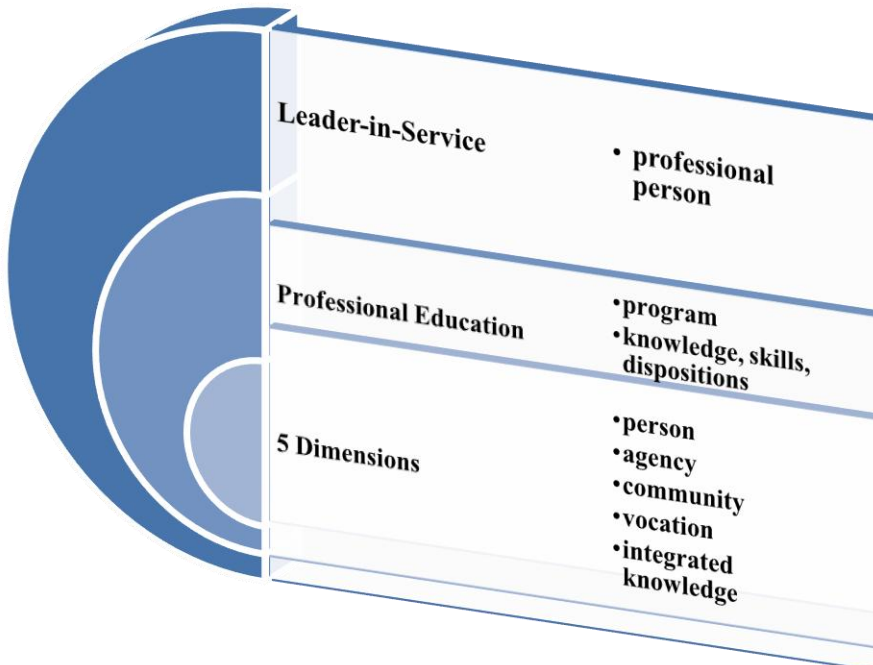 Leader-in-Service
• professional
person
Professional Education
•program
•knowledge, skills,
dispositions
5 Dimensions
•person
•agency
•community
•vocation
•integrated
knowledge